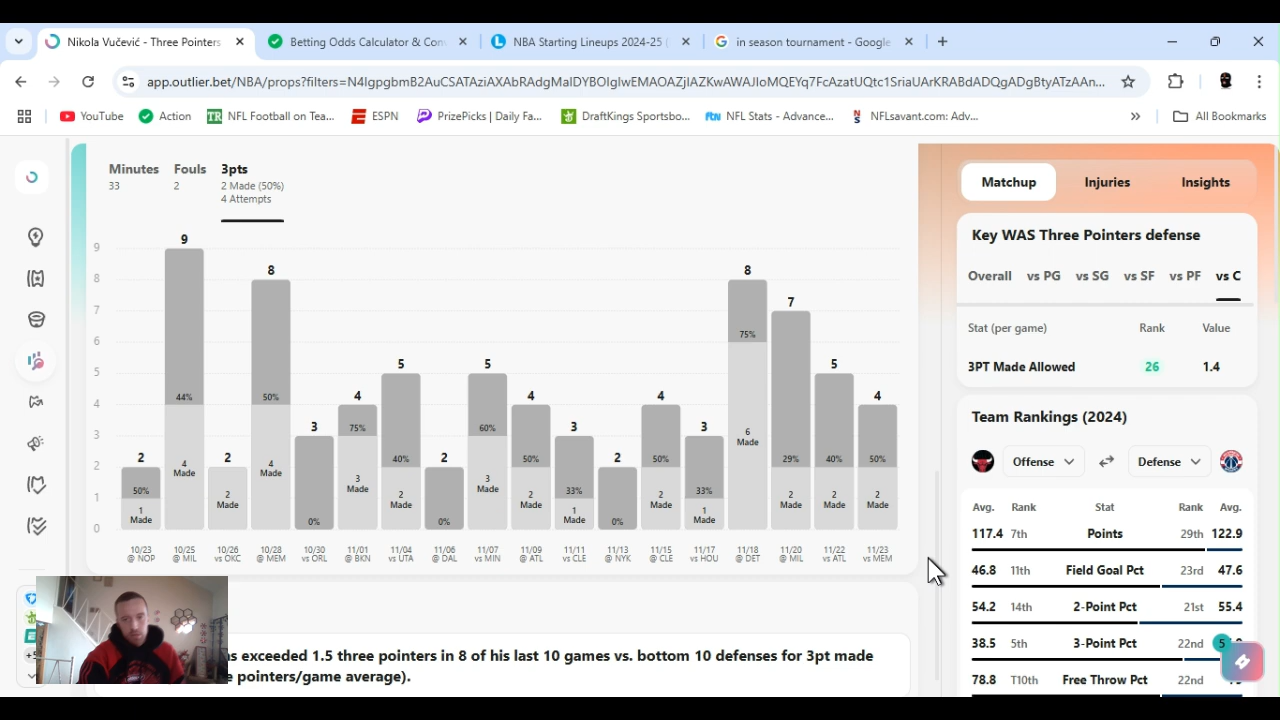 Nikola Vučević - Three Pointers
Betting Odds Calculator & Con
NBA Starting Lineups 2024-25 (
in season tournament - Google
app.outlier.bet/NBA/props?filters=
YouTube
Action
NFL Football on Tea...
ESPN
PrizePicks | Daily Fa...
DraftKings Sportsbo...
NFL Stats - Advance...
NFLsavant.com: Adv...
All Bookmarks
Minutes
33
Fouls
2
3pts
2 Made (50%)
4 Attempts
9
8
7
6
5
4
3
2
1
0
2
50%
1
Made
9
44%
4
Made
2
2
Made
8
50%
4
Made
3
0%
4
75%
3
Made
5
40%
2
Made
2
0%
5
60%
3
Made
4
50%
2
Made
3
33%
1
Made
2
0%
4
50%
2
Made
3
33%
1
Made
8
75%
6
Made
7
29%
2
Made
5
40%
2
Made
4
50%
2
Made
10/23
@ NOP
10/25
@ MIL
10/26
vs OKC
10/28
@ MEM
10/30
vs ORL
11/01
@ BKN
11/04
vs UTA
11/06
@ DAL
11/07
vs MIN
11/09
@ ATL
11/11
vs CLE
11/13
@ NYK
11/15
@ CLE
11/17
vs HOU
11/18
@ DET
11/20
@ MIL
11/22
vs ATL
11/23
vs MEM
s exceeded 1.5 three pointers in 8 of his last 10 games vs. bottom 10 defenses for 3pt made
pointers/game average).
Matchup
Injuries
Insights
Key WAS Three Pointers defense
Overall vs PG vs SG vs SF vs PF vs C
Stat (per game) Rank Value
3PT Made Allowed 26 1.4
Team Rankings (2024)
Offense
Defense
Avg. Rank Stat Rank Avg.
117.4 7th Points 29th 122.9
46.8 11th Field Goal Pct 23rd 47.6
54.2 14th 2-Point Pct 21st 55.4
38.5 5th 3-Point Pct 22nd
78.8 T10th Free Throw Pct 22nd